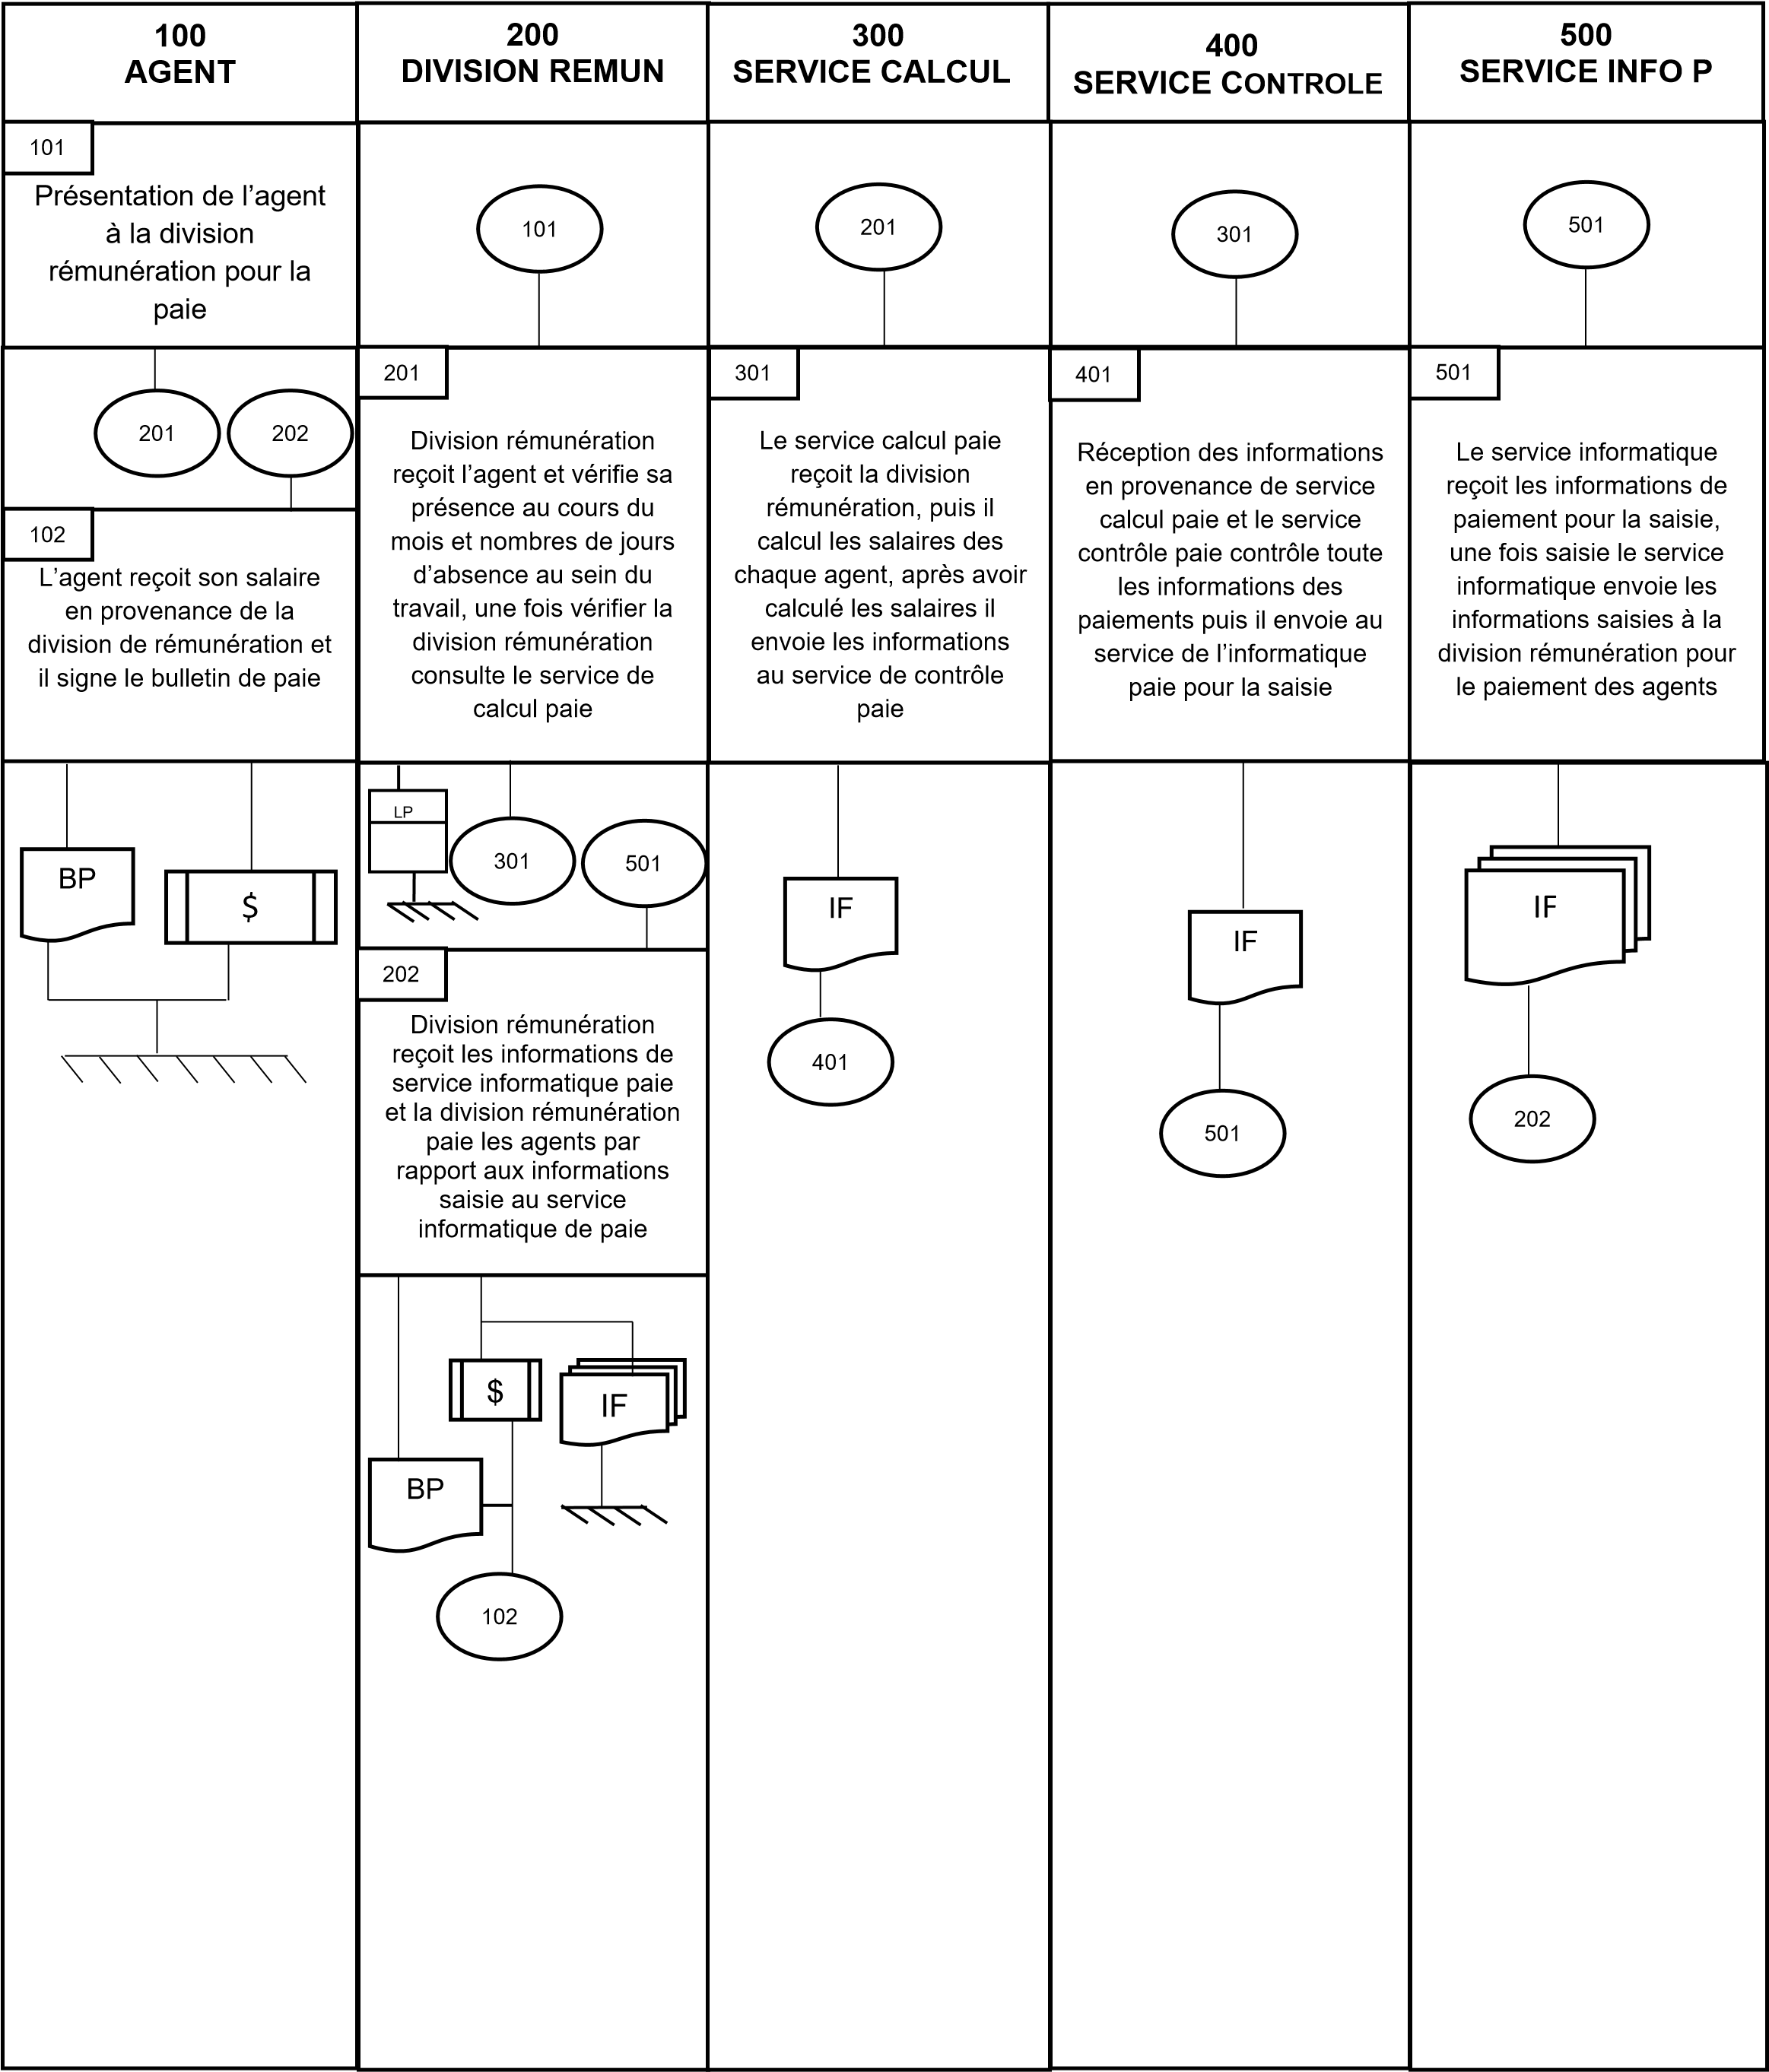 100
AGENT
200
DIVISION REMUN
300
SERVICE CALCUL
400
SERVICE CONTROLE
500
SERVICE INFO P
101
Présentation de l’agent
à la division
rémunération pour la
paie
201
202
102
L’agent reçoit son salaire
en provenance de la
division de rémunération et
il signe le bulletin de paie
BP
$
101
201
Division rémunération
reçoit l’agent et vérifie sa
présence au cours du
mois et nombres de jours
d’absence au sein du
travail, une fois vérifier la
division rémunération
consulte le service de
calcul paie
LP
301
501
202
Division rémunération
reçoit les informations de
service informatique paie
et la division rémunération
paie les agents par
rapport aux informations
saisie au service
informatique de paie
$
IF
BP
102
201
301
Le service calcul paie
reçoit la division
rémunération, puis il
calcul les salaires des
chaque agent, après avoir
calculé les salaires il
envoie les informations
au service de contrôle
paie
IF
401
301
401
Réception des informations
en provenance de service
calcul paie et le service
contrôle paie contrôle toute
les informations des
paiements puis il envoie au
service de l’informatique
paie pour la saisie
IF
501
501
501
Le service informatique
reçoit les informations de
paiement pour la saisie,
une fois saisie le service
informatique envoie les
informations saisies à la
division rémunération pour
le paiement des agents
IF
202